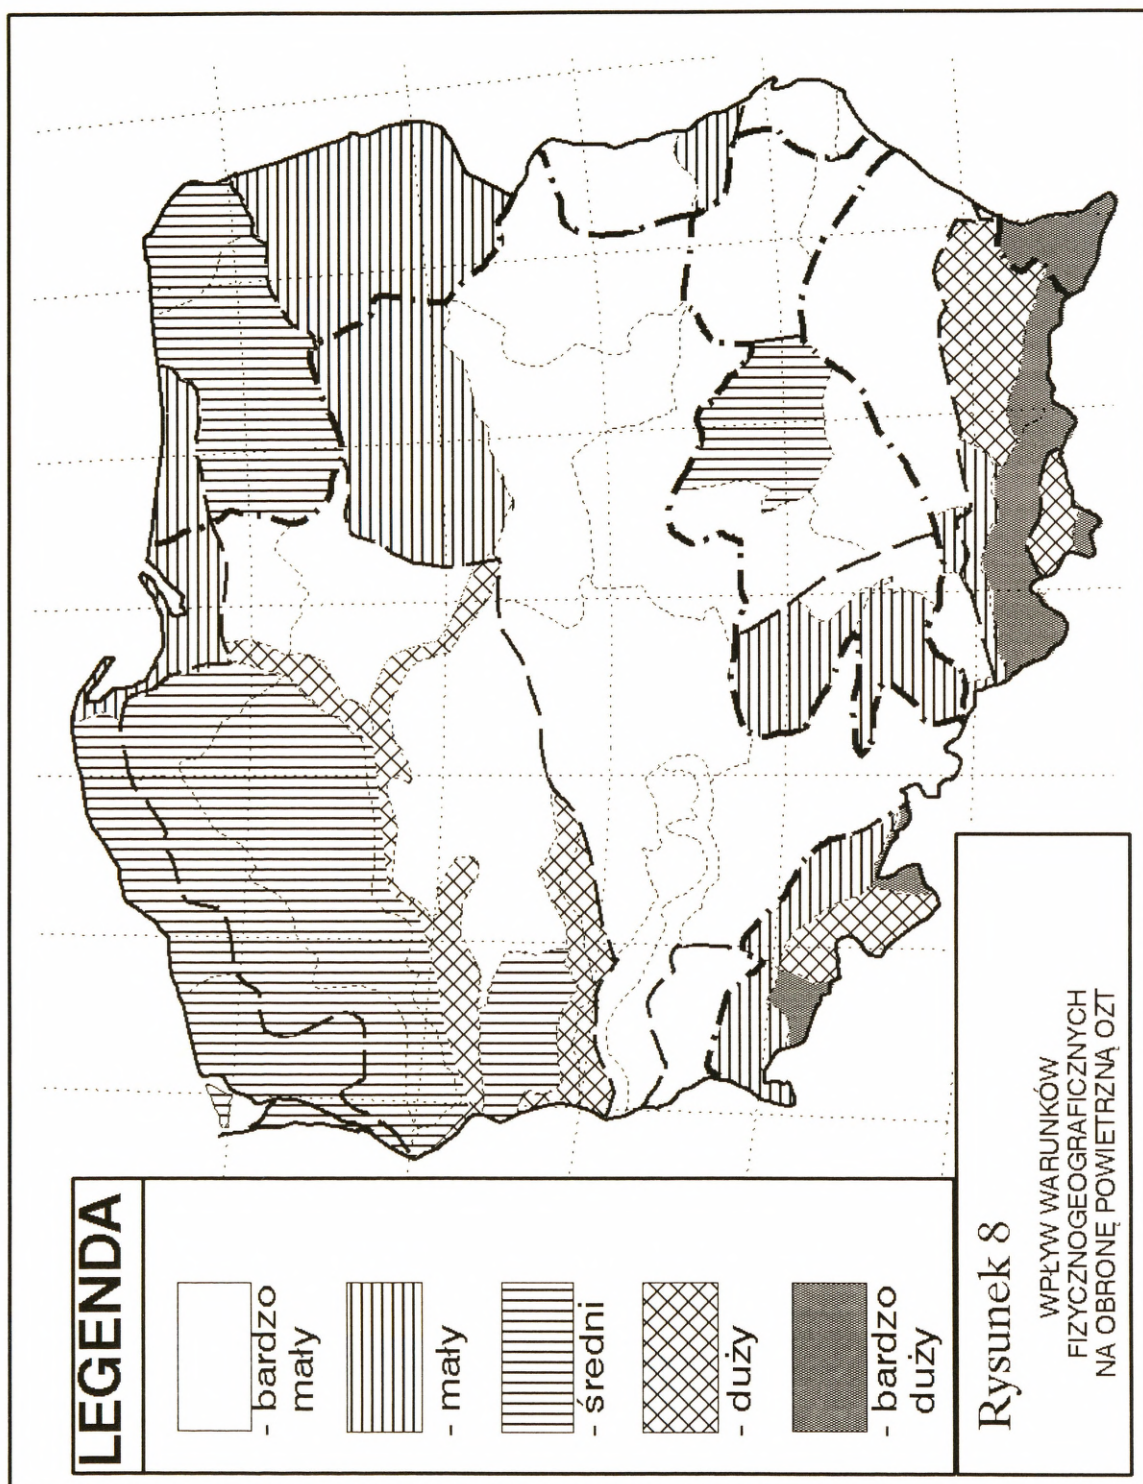 LEGENDA
- bardzo
mały
- mały
- średni
- duży
- bardzo
duży
Rysunek 8
WPŁYW WARUNKÓW
FIZYCZNOGEOGRAFICZNYCH
NA OBRONĘ POWIETRZNĄ OZT